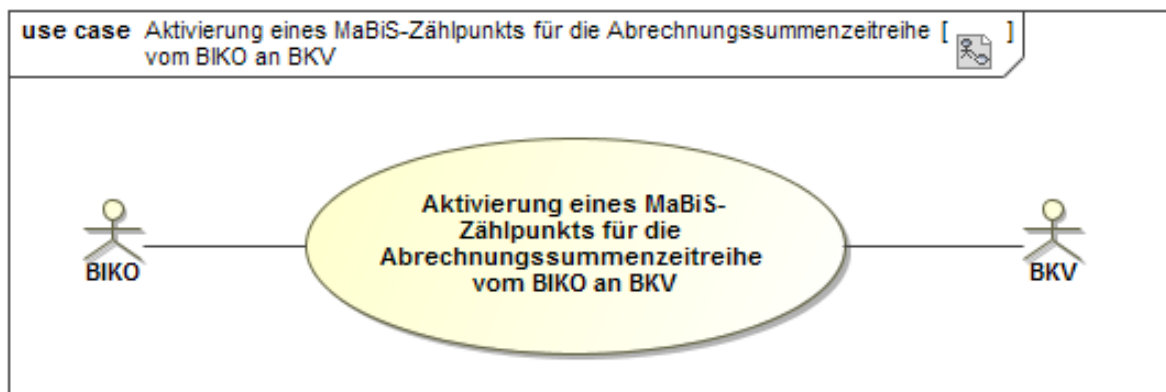 use case Aktivierung eines MaBiS-Zählpunkts für die Abrechnungssummenzeitreihe [ ]
vom BIKO an BKV
Aktivierung eines MaBiS-
Zählpunkts für die
Abrechnungssummenzeitreihe
vom BIKO an BKV
BIKO
BKV